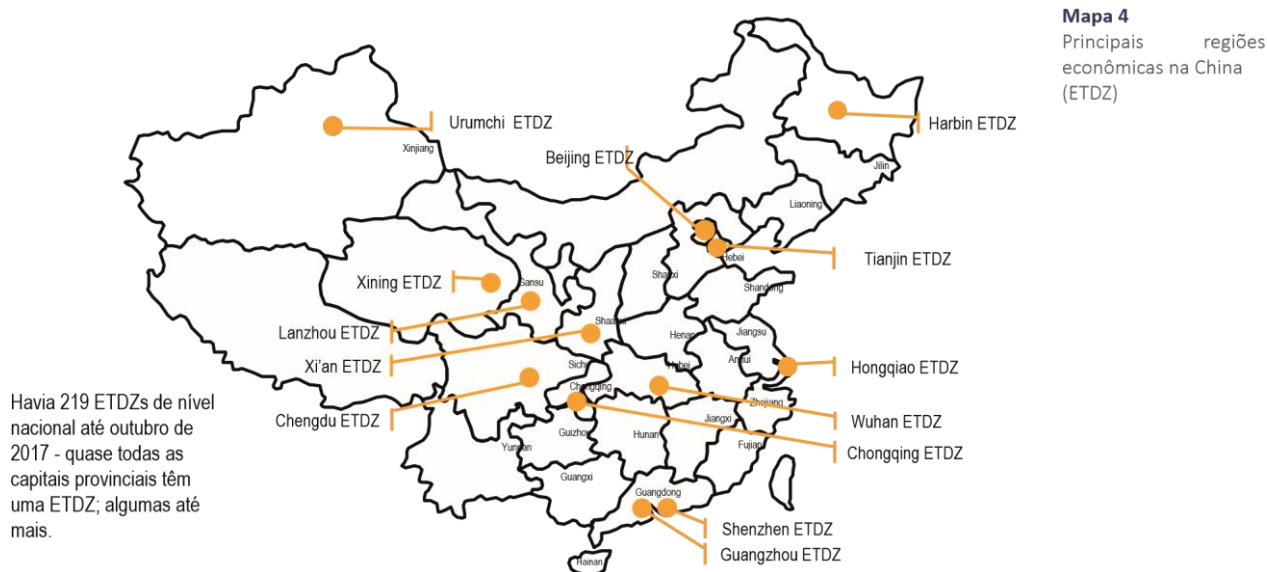 Mapa 4
Principais regiões
econômicas na China
(ETDZ)
Urumchi ETDZ
Xinjiang
Harbin ETDZ
Beijing ETDZ
Jilin
Liaoning
Tianjin ETDZ
Hebei
Xining ETDZ
Gansu
Shanxi
Shandong
Lanzhou ETDZ
Shaanxi
Henan
Jiangsu
Xi'an ETDZ
Sichu
Hubei
Anhui
Hongqiao ETDZ
Chengdu ETDZ
Chongqing
Zhejiang
Wuhan ETDZ
Jiangxi
Guizhou
Hunan
Fujian
Yunnan
Chongqing ETDZ
Guangxi
Guangdong
Shenzhen ETDZ
Guangzhou ETDZ
Hainan
Havia 219 ETDZs de nível
nacional até outubro de
2017 - quase todas as
capitais provinciais têm
uma ETDZ; algumas até
mais.